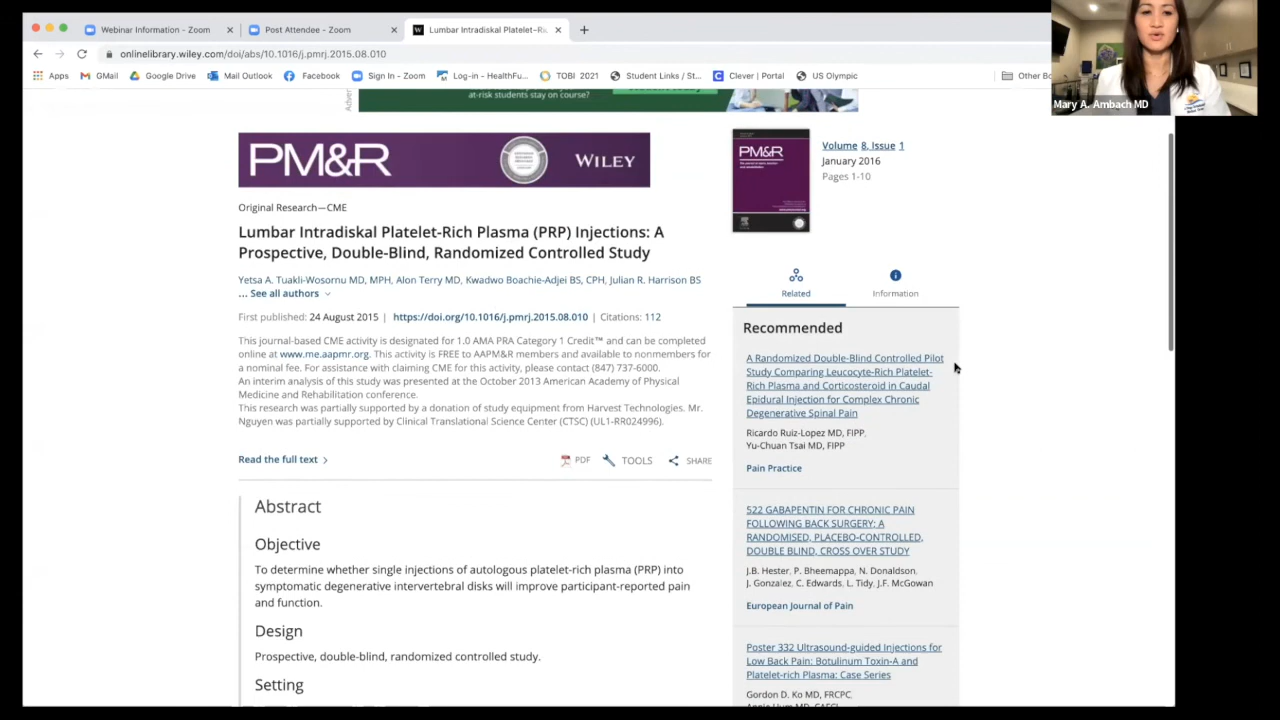 Webinar Information - Zoom
Post Attendee - Zoom
W
Lumbar Intradiskal Platelet-Ric
onlinelibrary.wiley.com/doi/abs/10.1016/j.pmrj.2015.08.010
Apps
GMail
Google Drive
Mail Outlook
Facebook
Sign In - Zoom
Log-in - HealthFu...
TOBI 2021
Student Links / St...
Clever | Portal
US Olympic
Other Bo
Mary A. Ambach MD
at-risk students stay on course?
PM&R
WILEY
PM&R
Volume 8, Issue 1
January 2016
Pages 1-10
Original Research—CME
Lumbar Intradiskal Platelet-Rich Plasma (PRP) Injections: A
Prospective, Double-Blind, Randomized Controlled Study
Yetsa A. Tuakli-Wosornu MD, MPH, Alon Terry MD, Kwadwo Boachie-Adjei BS, CPH, Julian R. Harrison BS
... See all authors
First published: 24 August 2015 | https://doi.org/10.1016/j.pmrj.2015.08.010 | Citations: 112
This journal-based CME activity is designated for 1.0 AMA PRA Category 1 Credit™ and can be completed
online at www.me.aapmr.org. This activity is FREE to AAPM&R members and available to nonmembers for
a nominal fee. For assistance with claiming CME for this activity, please contact (847) 737-6000.
An interim analysis of this study was presented at the October 2013 American Academy of Physical
Medicine and Rehabilitation conference.
This research was partially supported by a donation of study equipment from Harvest Technologies. Mr.
Nguyen was partially supported by Clinical Translational Science Center (CTSC) (UL1-RR024996).
Read the full text
PDF
TOOLS
SHARE
Abstract
Objective
To determine whether single injections of autologous platelet-rich plasma (PRP) into
symptomatic degenerative intervertebral disks will improve participant-reported pain
and function.
Design
Prospective, double-blind, randomized controlled study.
Setting
Related
Information
Recommended
A Randomized Double-Blind Controlled Pilot
Study Comparing Leucocyte-Rich Platelet-
Rich Plasma and Corticosteroid in Caudal
Epidural Injection for Complex Chronic
Degenerative Spinal Pain
Ricardo Ruiz-Lopez MD, FIPP,
Yu-Chuan Tsai MD, FIPP
Pain Practice
522 GABAPENTIN FOR CHRONIC PAIN
FOLLOWING BACK SURGERY; A
RANDOMISED, PLACEBO-CONTROLLED,
DOUBLE BLIND, CROSS OVER STUDY
J.B. Hester, P. Bheemappa, N. Donaldson,
J. Gonzalez, C. Edwards, L. Tidy, J.F. McGowan
European Journal of Pain
Poster 332 Ultrasound-guided Injections for
Low Back Pain: Botulinum Toxin-A and
Platelet-rich Plasma: Case Series
Gordon D. Ko MD, FRCPC,